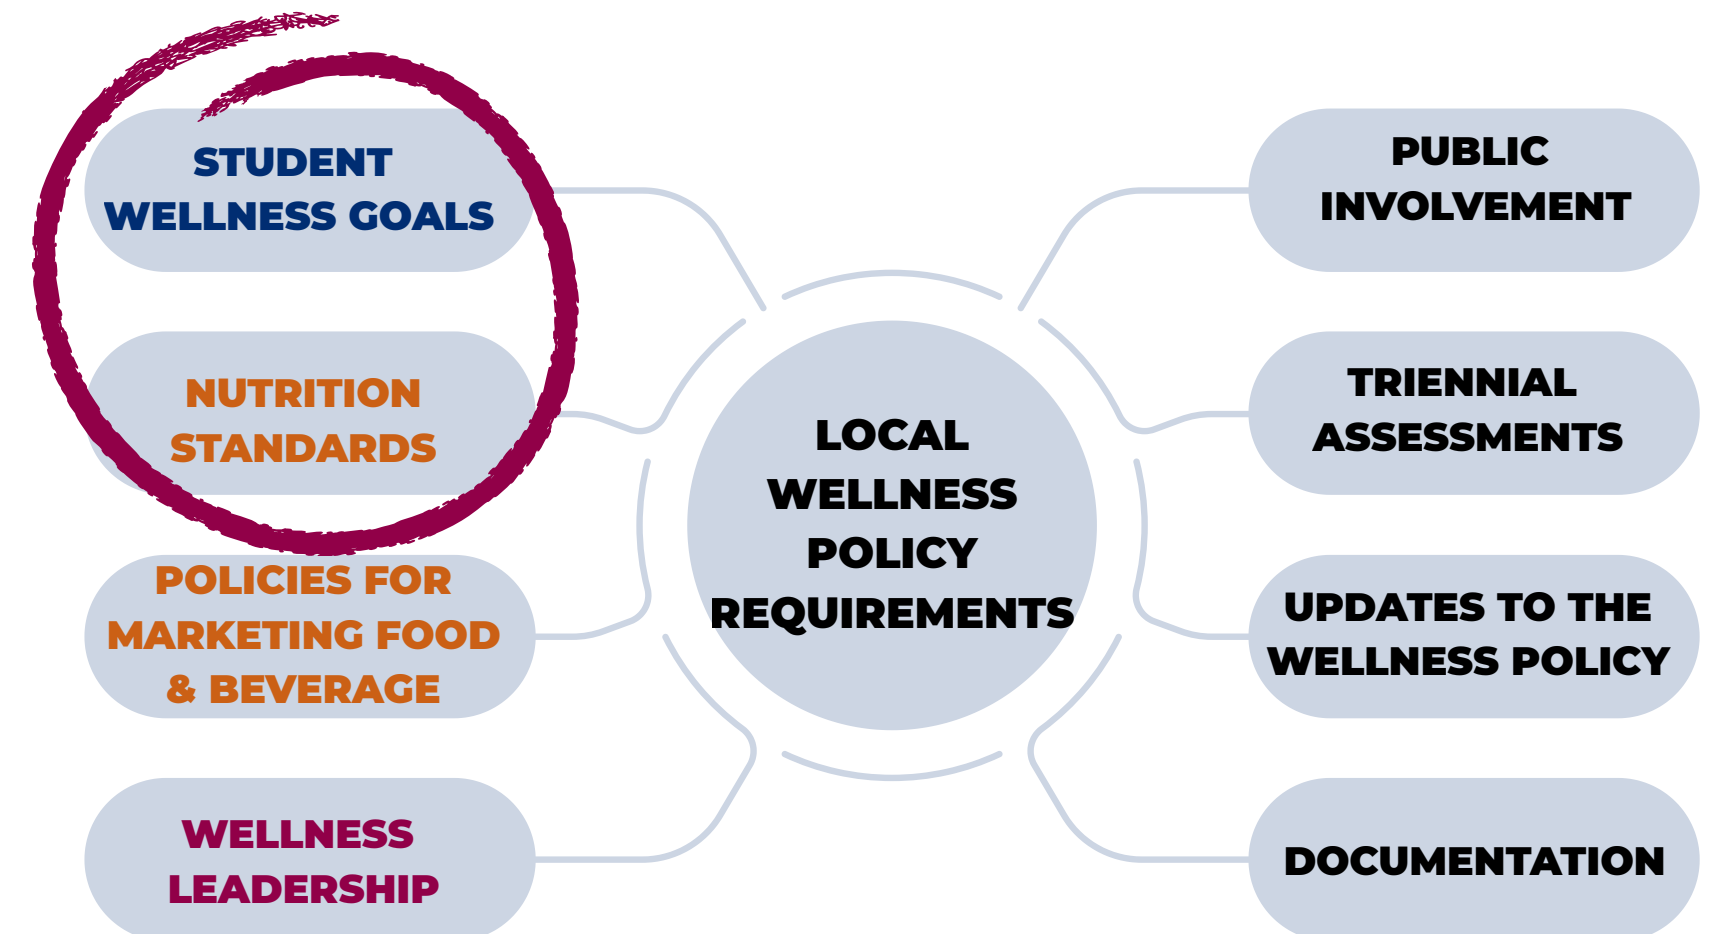 STUDENT
WELLNESS GOALS
NUTRITION
STANDARDS
POLICIES FOR
MARKETING FOOD
& BEVERAGE
WELLNESS
LEADERSHIP
LOCAL
WELLNESS
POLICY
REQUIREMENTS
PUBLIC
INVOLVEMENT
TRIENNIAL
ASSESSMENTS
UPDATES TO THE
WELLNESS POLICY
DOCUMENTATION